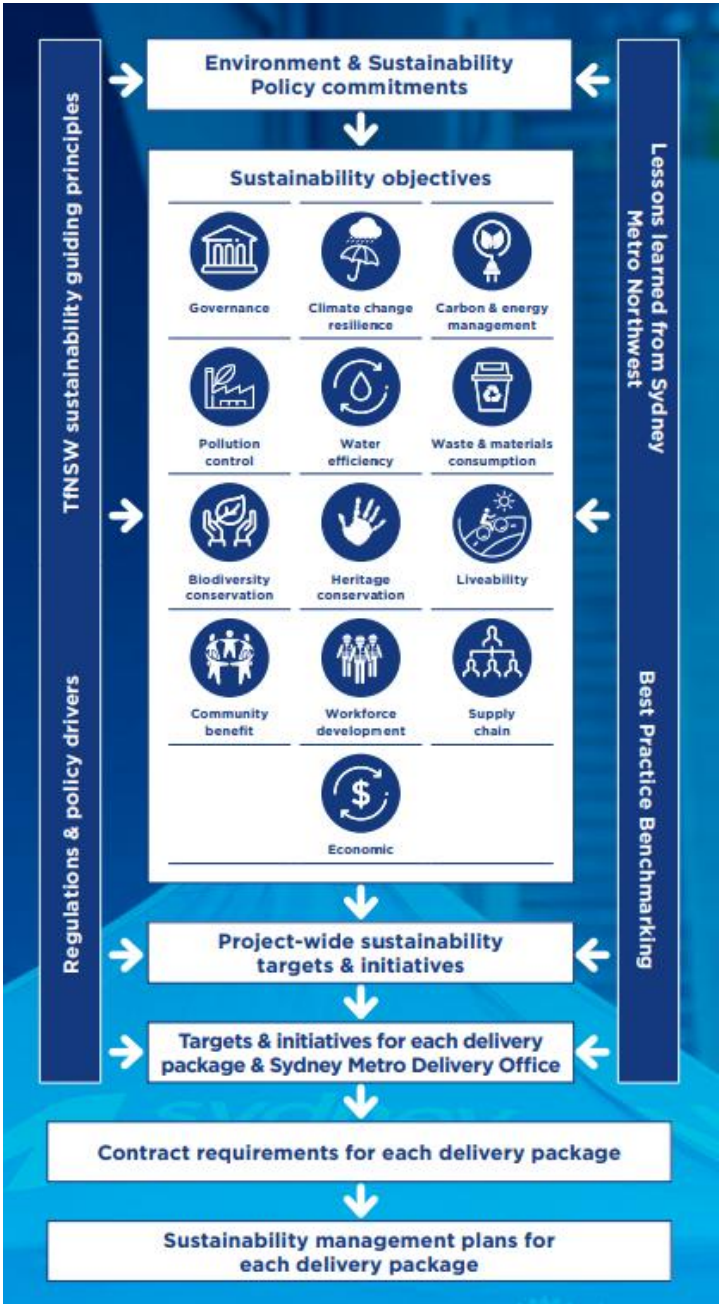 Environment & Sustainability
Policy commitments
TfNSW sustainability guiding principles
Regulations & policy drivers
Lessons learned from Sydney
Metro Northwest
Best Practice Benchmarking
Sustainability objectives
Governance
Climate change
resilience
Carbon & energy
management
Pollution
control
Water
efficiency
Waste & materials
consumption
Biodiversity
conservation
Heritage
conservation
Liveability
Community
benefit
Workforce
development
Supply
chain
$
Economic
Project-wide sustainability
targets & initiatives
Targets & initiatives for each delivery
package & Sydney Metro Delivery Office
sydney
Contract requirements for each delivery package
Sustainability management plans for
each delivery package